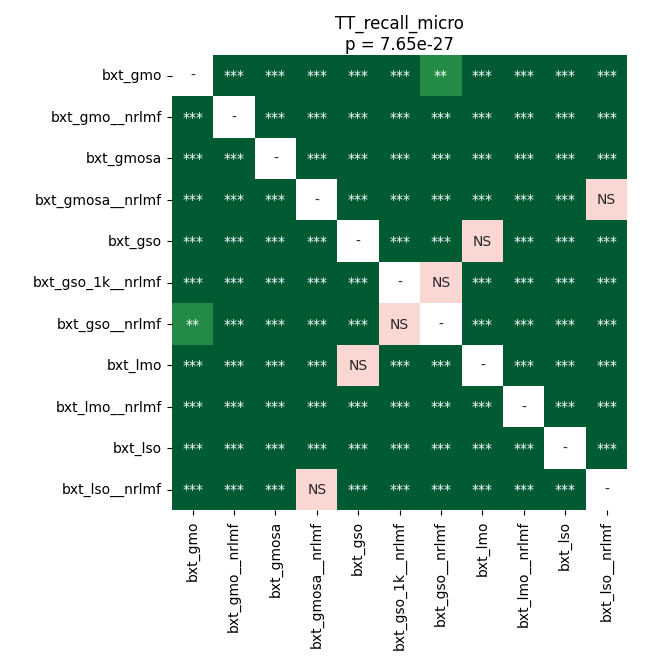 TT_recall_micro
p = 7.65e-27
bxt_gmo - *** *** *** *** *** ** *** *** *** ***
bxt_gmo__nrlmf *** - *** *** *** *** *** *** *** *** ***
bxt_gmosa *** *** - *** *** *** *** *** *** *** ***
bxt_gmosa__nrlmf *** *** *** - *** *** *** *** *** *** NS
bxt_gso *** *** *** *** - *** *** NS *** *** ***
bxt_gso_1k__nrlmf *** *** *** *** *** - NS *** *** *** ***
bxt_gso__nrlmf ** *** *** *** *** NS - *** *** *** ***
bxt_lmo *** *** *** *** NS *** *** - *** *** ***
bxt_lmo__nrlmf *** *** *** *** *** *** *** *** - *** ***
bxt_lso *** *** *** *** *** *** *** *** *** - ***
bxt_lso__nrlmf *** *** *** NS *** *** *** *** *** *** -
bxt_gmo
bxt_gmo__nrlmf
bxt_gmosa
bxt_gmosa__nrlmf
bxt_gso
bxt_gso_1k__nrlmf
bxt_gso__nrlmf
bxt_lmo
bxt_lmo__nrlmf
bxt_lso
bxt_lso__nrlmf